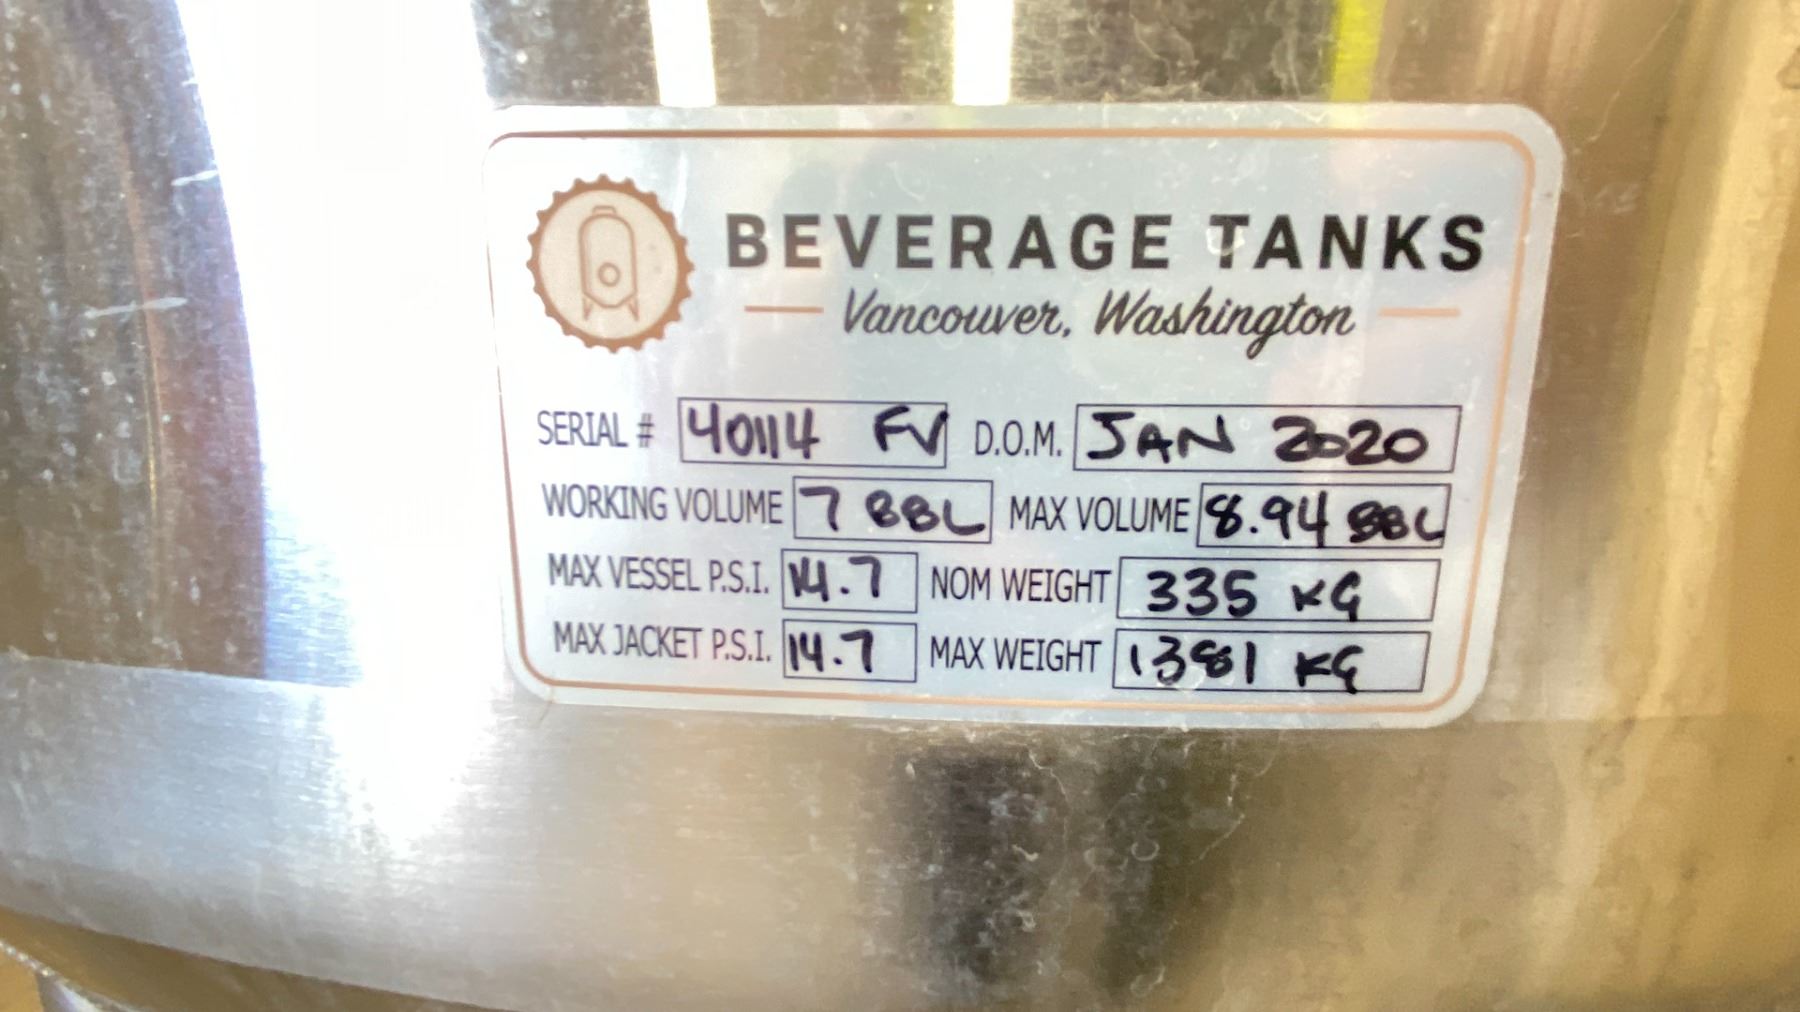 BEVERAGE TANKS
Vancouver, Washington
SERIAL # 40114 FV D.O.M. JAN 2020
WORKING VOLUME 7 BBL MAX VOLUME 8.94 BBL
MAX VESSEL P.S.I. 14.7 NOM WEIGHT 335 KG
MAX JACKET P.S.I. 14.7 MAX WEIGHT 1381 KG